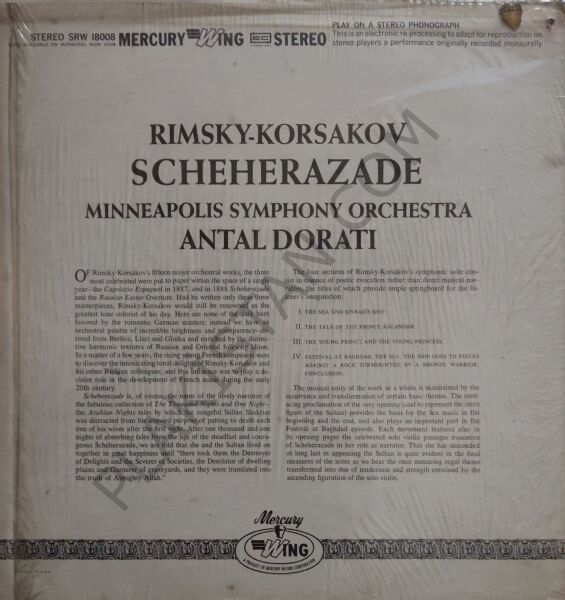 STEREO SRW 18008 MERCURY WING STEREO
PLAY ON A STEREO PHONOGRAPH
This is an electronic re-processing to adapt for reproduction on
stereo players a performance originally recorded monaurally
RIMSKY-KORSAKOV
SCHEHERAZADE
MINNEAPOLIS SYMPHONY ORCHESTRA
ANTAL DORATI
OF Rimsky-Korsakov's fifteen major orchestral works, the three
most celebrated were put to paper within the space of a single
year—the Capriccio Espagnol in 1887, and in 1888 Scheherazade
and the Russian Easter Overture. Had he written only these three
masterpieces, Rimsky-Korsakov would still be renowned as the
greatest tone colorist of his day. Here are none of the colors
favored by the romantic German masters; instead we have an
orchestral palette of incredible brightness and transparency—de-
rived from Berlioz, Liszt and Glinka and enriched by the distinc-
tive harmonic textures of Russian and Oriental folksong idiom.
In a matter of a few years, the rising young Frenchmen were
to discover the intoxicating tonal delights of Rimsky-Korsakov and
his other Russian colleagues, and this influence was to play a de-
cisive role in the development of French music during the early
20th century.
Scheherazade is, of course, the name of the lovely narrator of
the fabulous collection of The Thousand Nights and One Night—
the Arabian Nights tales by which the vengeful Sultan Shakriar
was distracted from his grim purpose of putting to death each
one of his wives after the first night. After one thousand and one
nights of absorbing tales from the lips of the steadfast and coura-
geous Scheherazade, we are told that she and the Sultan lived on
together in great happiness until "there took them the Destroyer
of Delights and the Severer of Societies, the Desolator of dwelling
places and Garnerer of graveyards, and they were translated into
the truth of Almighty Allah."
The four sections of Rimsky-Korsakov's symphonic suite con-
sist in essence of poetic evocation rather than direct musical nar-
rative, the titles of which provide ample springboard for the lis-
tener's imagination:
I. THE SEA AND SINBAD'S SHIP
II. THE TALE OF THE PRINCE KALANDAR
III. THE YOUNG PRINCE AND THE YOUNG PRINCESS
IV. FESTIVAL AT BAGHDAD, THE SEA, THE SHIP GOES TO PIECES
AGAINST A ROCK SURMOUNTED BY A BRONZE WARRIOR.
CONCLUSION.
The musical unity of the work as a whole is maintained by the
recurrence and transformation of certain basic themes. The men-
acing proclamation of the very opening (said to represent the stern
figure of the Sultan) provides the basis for the Sea music in the
beginning and the end, and also plays an important part in the
Festival at Baghdad. Each movement features also in
its opening pages the celebrated solo violin passages evocative
of Scheherazade in her role as narrator. That she has succeeded
at long last in appeasing the Sultan is quite evident in the final
measures of the score as we hear the once menacing regal theme
transformed into one of tenderness and strength entwined by the
ascending figuration of the solo violin.
Mercury
WING
A PRODUCT OF MERCURY RECORD CORPORATION